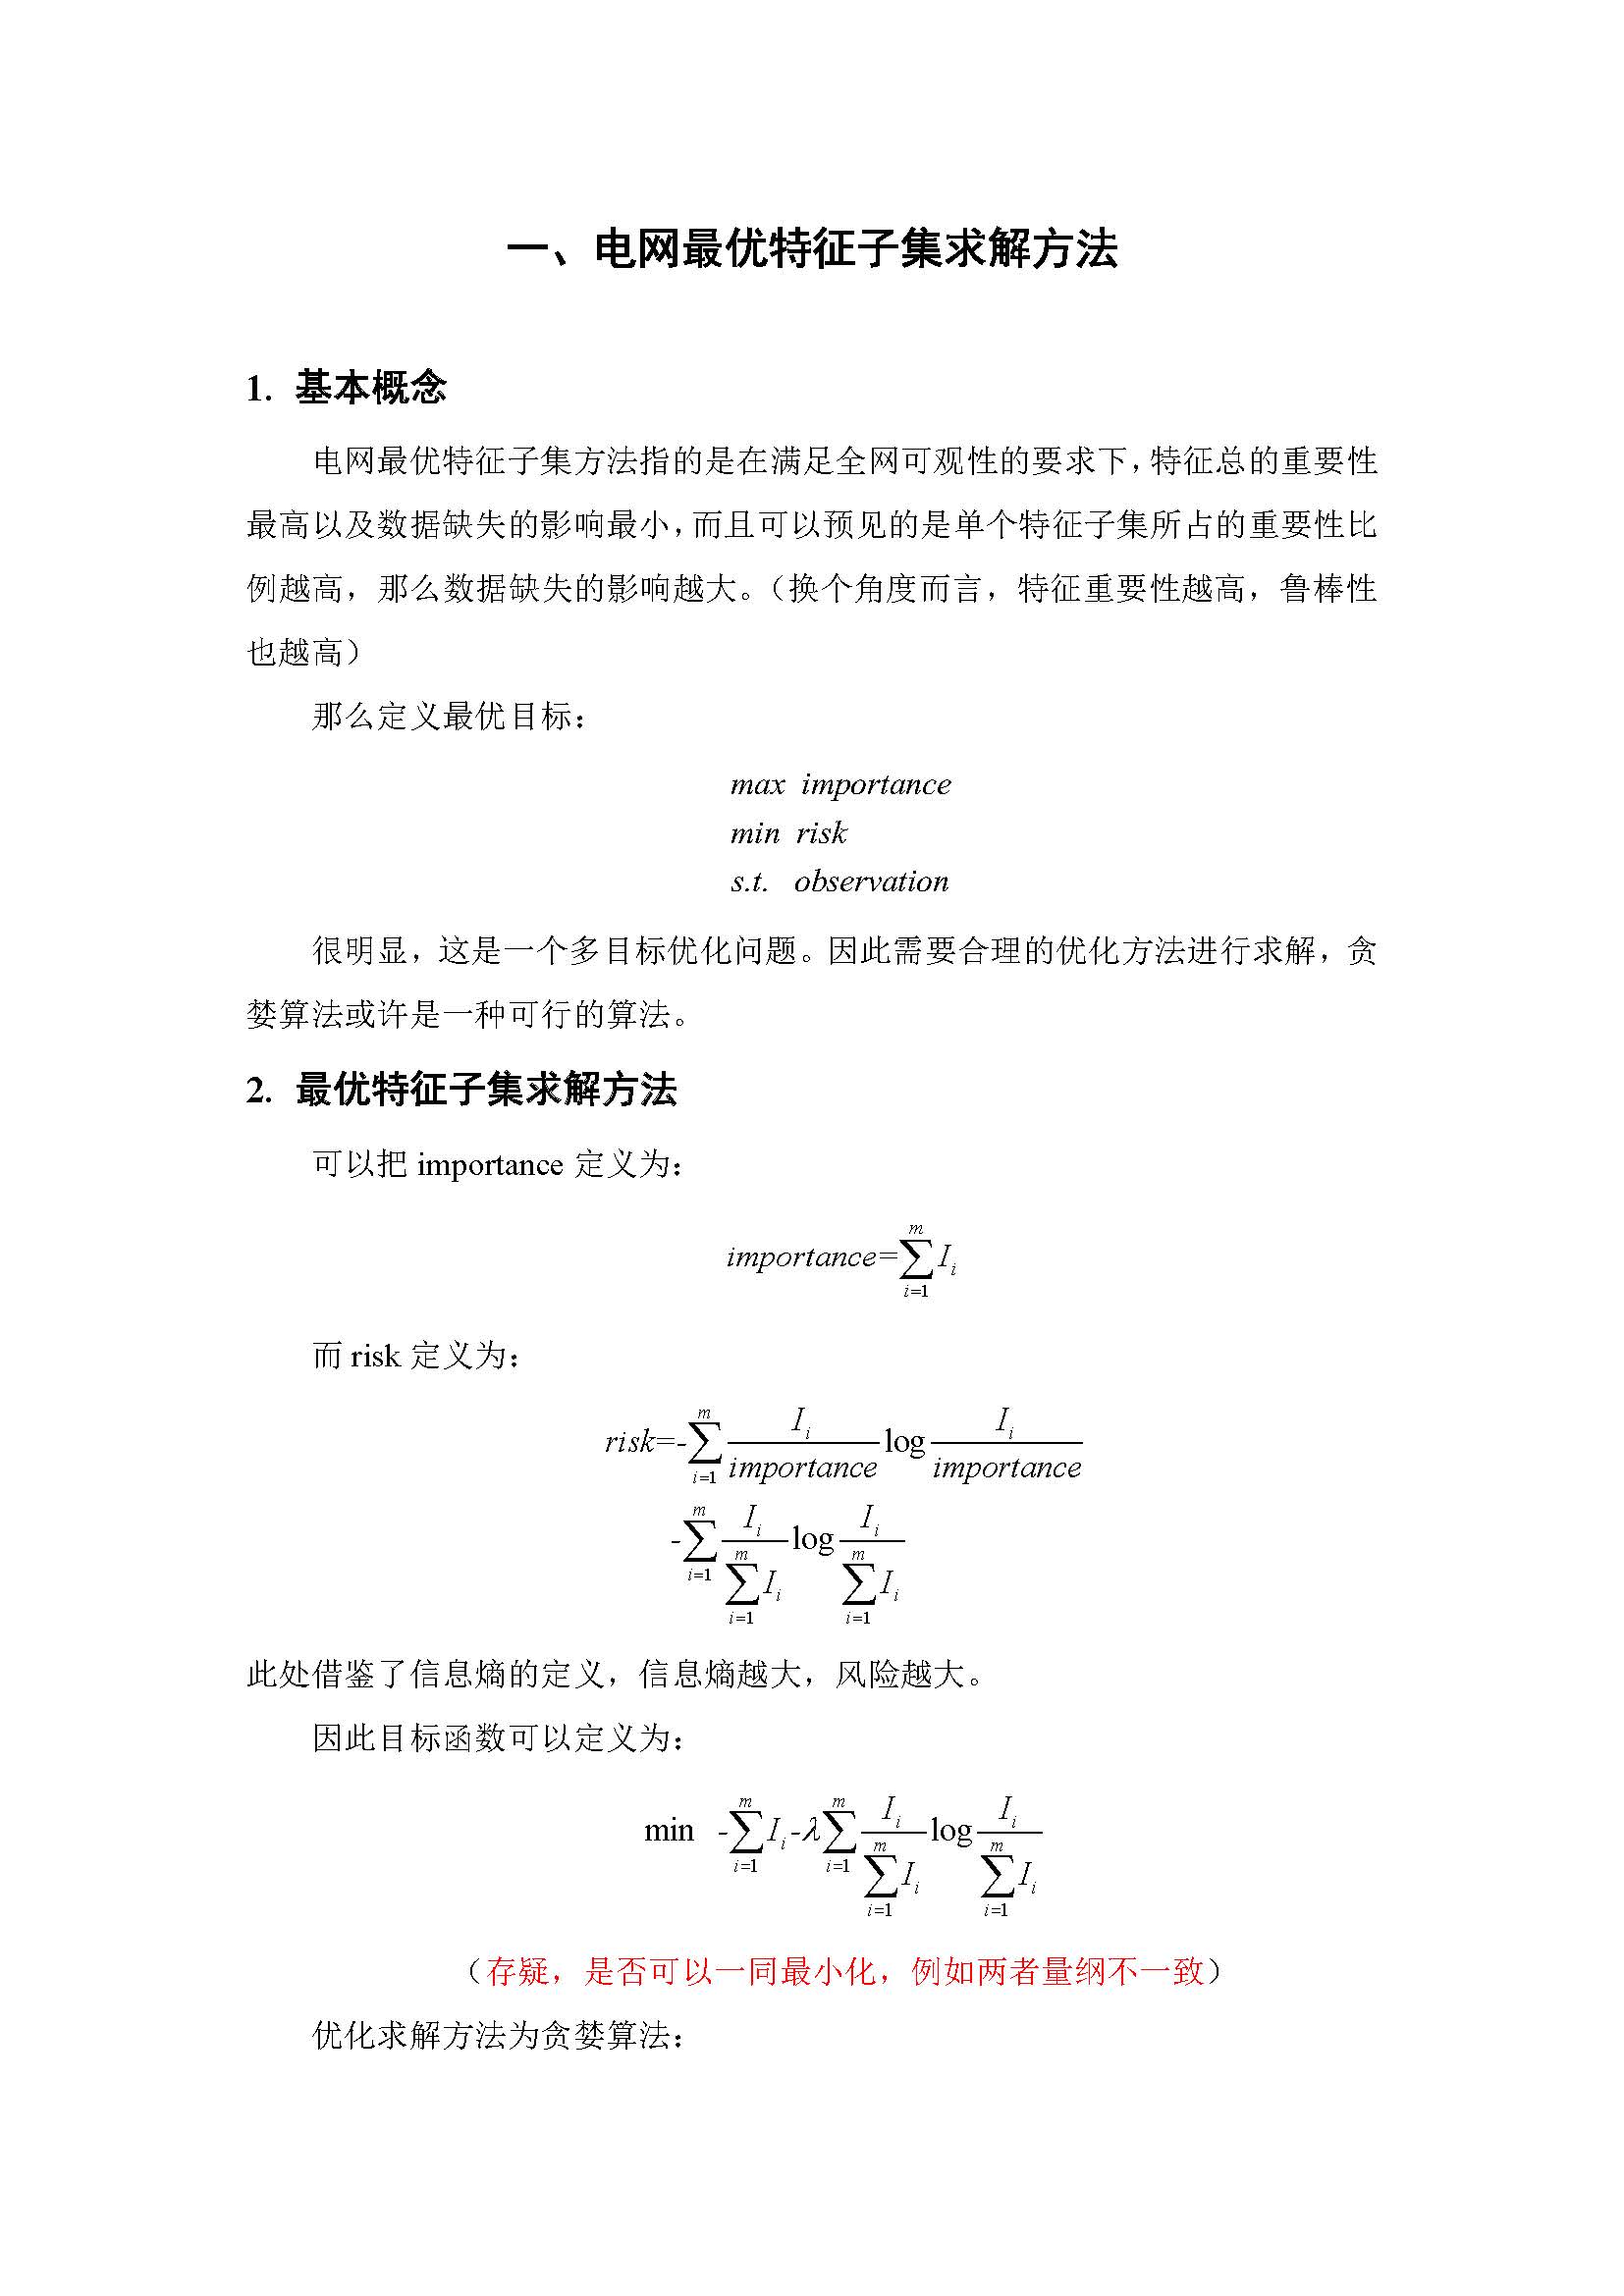 一、电网最优特征子集求解方法
1. 基本概念
电网最优特征子集方法指的是在满足全网可观性的要求下，特征总的重要性
最高以及数据缺失的影响最小，而且可以预见的是单个特征子集所占的重要性比
例越高，那么数据缺失的影响越大。（换个角度而言，特征重要性越高，鲁棒性
也越高）
那么定义最优目标：
max importance
min risk
s.t. observation
很明显，这是一个多目标优化问题。因此需要合理的优化方法进行求解，贪
婪算法或许是一种可行的算法。
2. 最优特征子集求解方法
可以把 importance 定义为：
importance=\sum_{i=1}^{m} I_i
而 risk 定义为：
risk=-\sum_{i=1}^{m} \frac{I_i}{importance} \log \frac{I_i}{importance}
-\sum_{i=1}^{m} \frac{I_i}{\sum_{i=1}^{m} I_i} \log \frac{I_i}{\sum_{i=1}^{m} I_i}
此处借鉴了信息熵的定义，信息熵越大，风险越大。
因此目标函数可以定义为：
min -\sum_{i=1}^{m} I_i -λ\sum_{i=1}^{m} \frac{I_i}{\sum_{i=1}^{m} I_i} \log \frac{I_i}{\sum_{i=1}^{m} I_i}
（存疑，是否可以一同最小化，例如两者量纲不一致）
优化求解方法为贪婪算法：